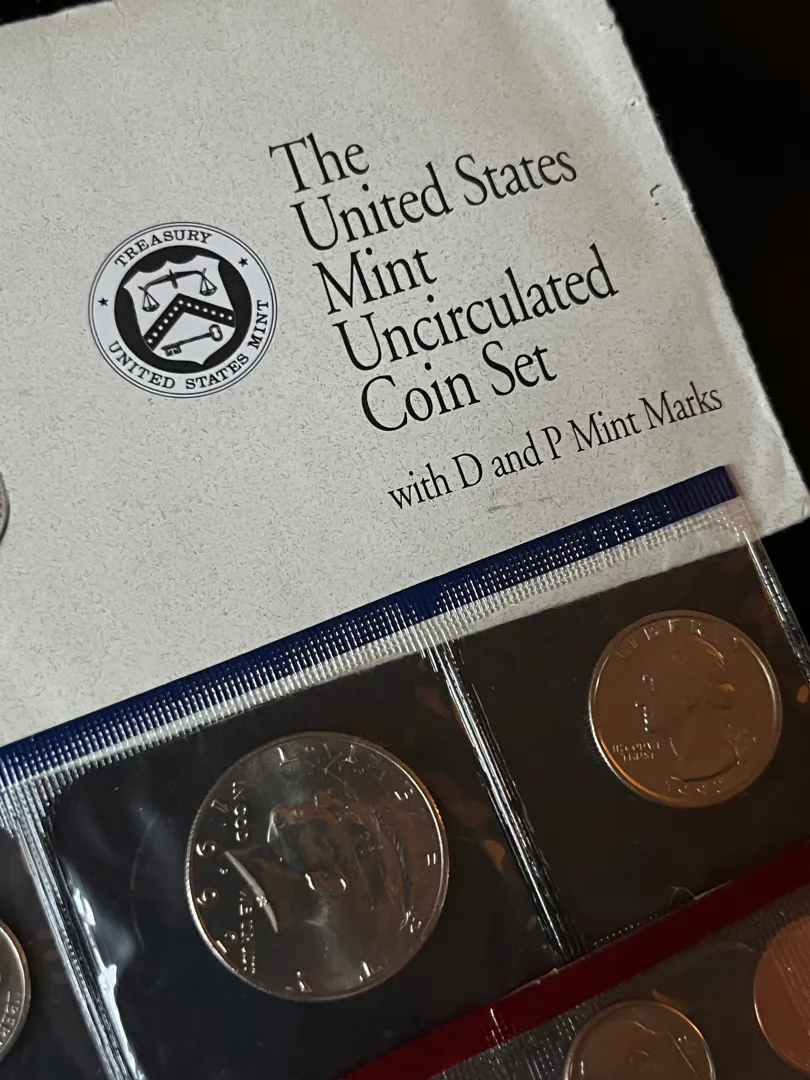 The
United States
Mint
Uncirculated
Coin Set
with D and P Mint Marks
TREASURY
UNITED STATES MINT
LIBERTY
IN GOD WE
TRUST
LIBERTY